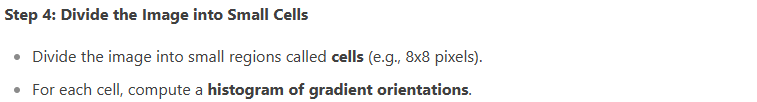 Step 4: Divide the Image into Small Cells
Divide the image into small regions called cells (e.g., 8x8 pixels).
For each cell, compute a histogram of gradient orientations.